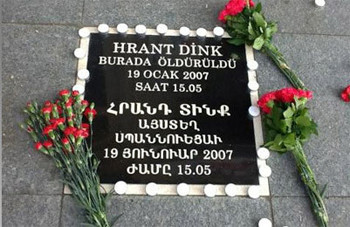 HRANT DİNK
BURADA ÖLDÜRÜLDÜ
19 OCAK 2007
SAAT 15.05
ՀՐԱՆԴ ՏԻՆՔ
ԱՅՍՏԵՂ
ՍՊԱՆՆՈՒԵՑԱՒ
19 ՅՈՒՆՈՒԱՐ 2007
ԺԱՄԸ 15.05